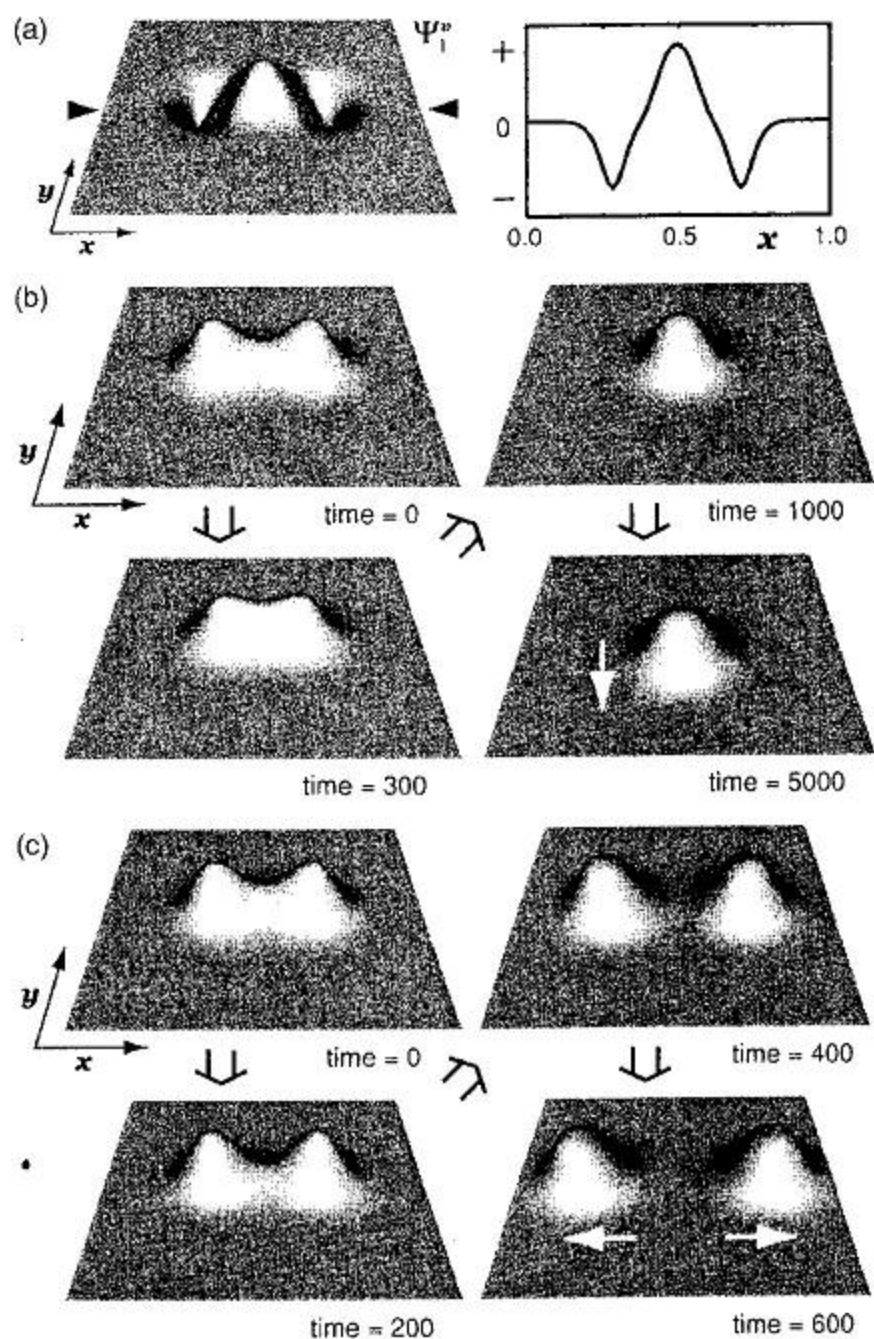 (a)
Ψ₁ᵛ
+
0
−
0.0 0.5 x 1.0
y
x
(b)
y
x
time = 0
time = 1000
time = 300
time = 5000
(c)
y
x
time = 0
time = 400
time = 200
time = 600